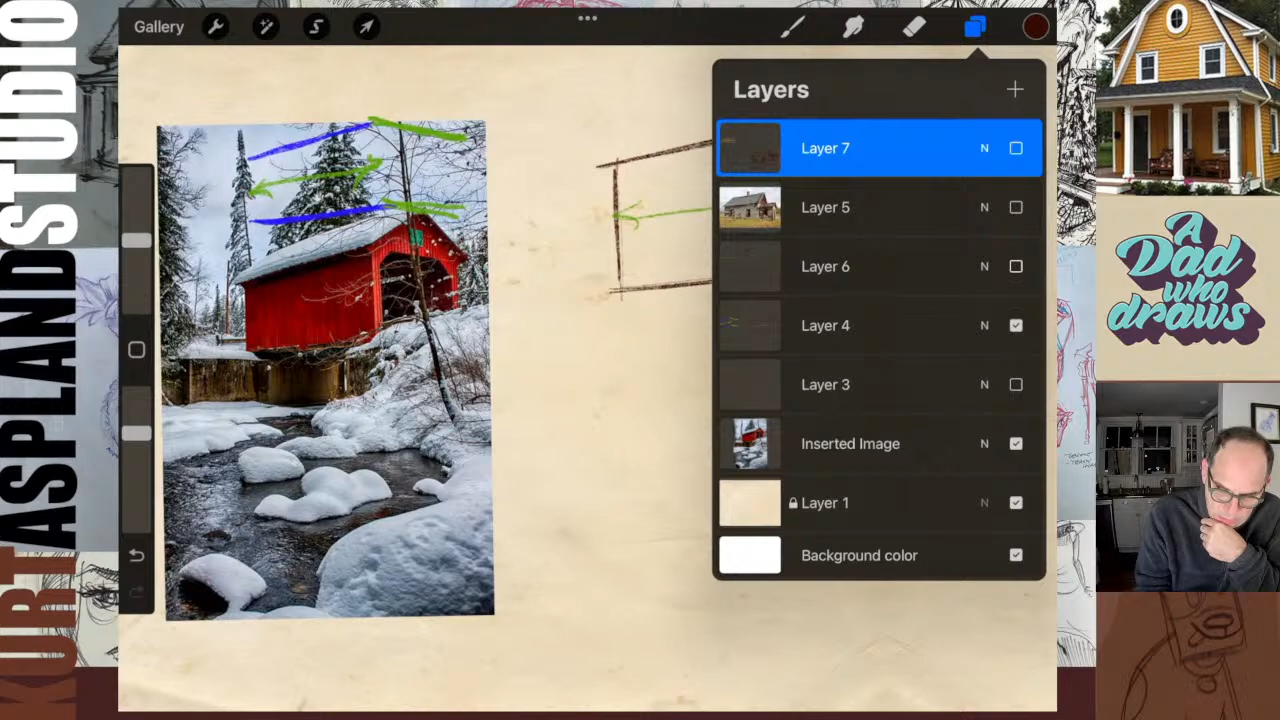 KURT ASPLAND STUDIO
Gallery
Layers
Layer 7
N
Layer 5
N
Layer 6
N
Layer 4
N
Layer 3
N
Inserted Image
N
Layer 1
N
Background color
A
Dad
who
draws